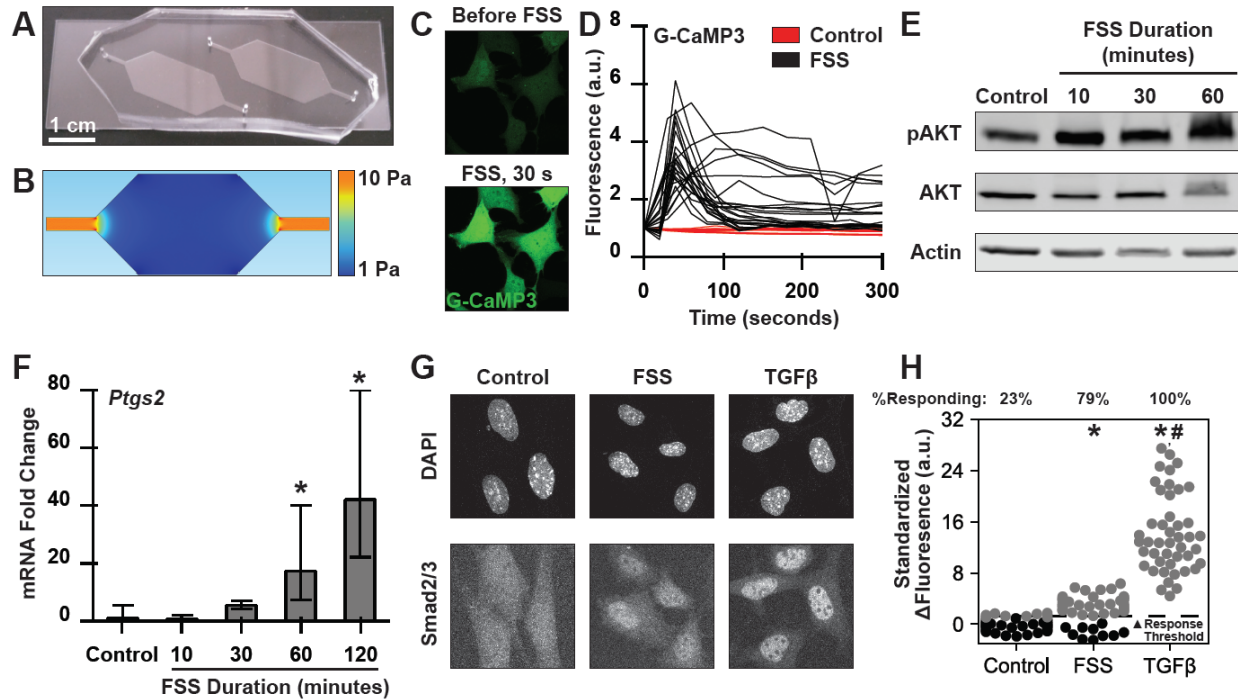 A
1 cm
B
10 Pa
1 Pa
C
Before FSS
FSS, 30 s
G-CaMP3
D
G-CaMP3
Control
FSS
Fluorescence (a.u.)
8
6
4
2
0
0 100 200 300
Time (seconds)
E
FSS Duration
(minutes)
Control 10 30 60
pAKT
AKT
Actin
F
Ptgs2
mRNA Fold Change
80
60
40
20
0
* *
Control 10 30 60 120
FSS Duration (minutes)
G
Control FSS TGFβ
DAPI
Smad2/3
H
%Responding: 23% 79% 100%
Standardized
ΔFluoresence (a.u.)
32
24
16
8
0
* *,#
▲ Response
Threshold
Control FSS TGFβ